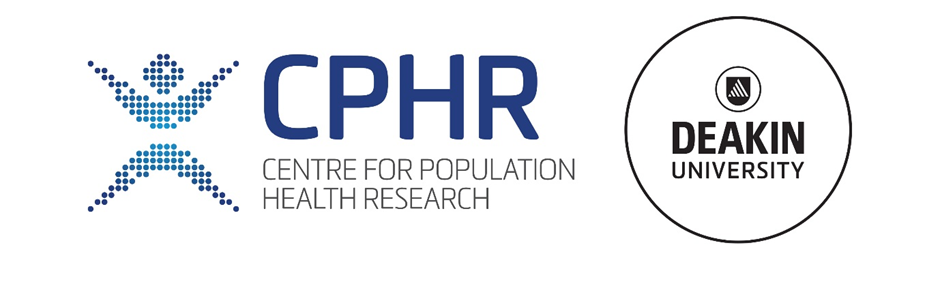 CPHR
CENTRE FOR POPULATION
HEALTH RESEARCH
DEAKIN
UNIVERSITY